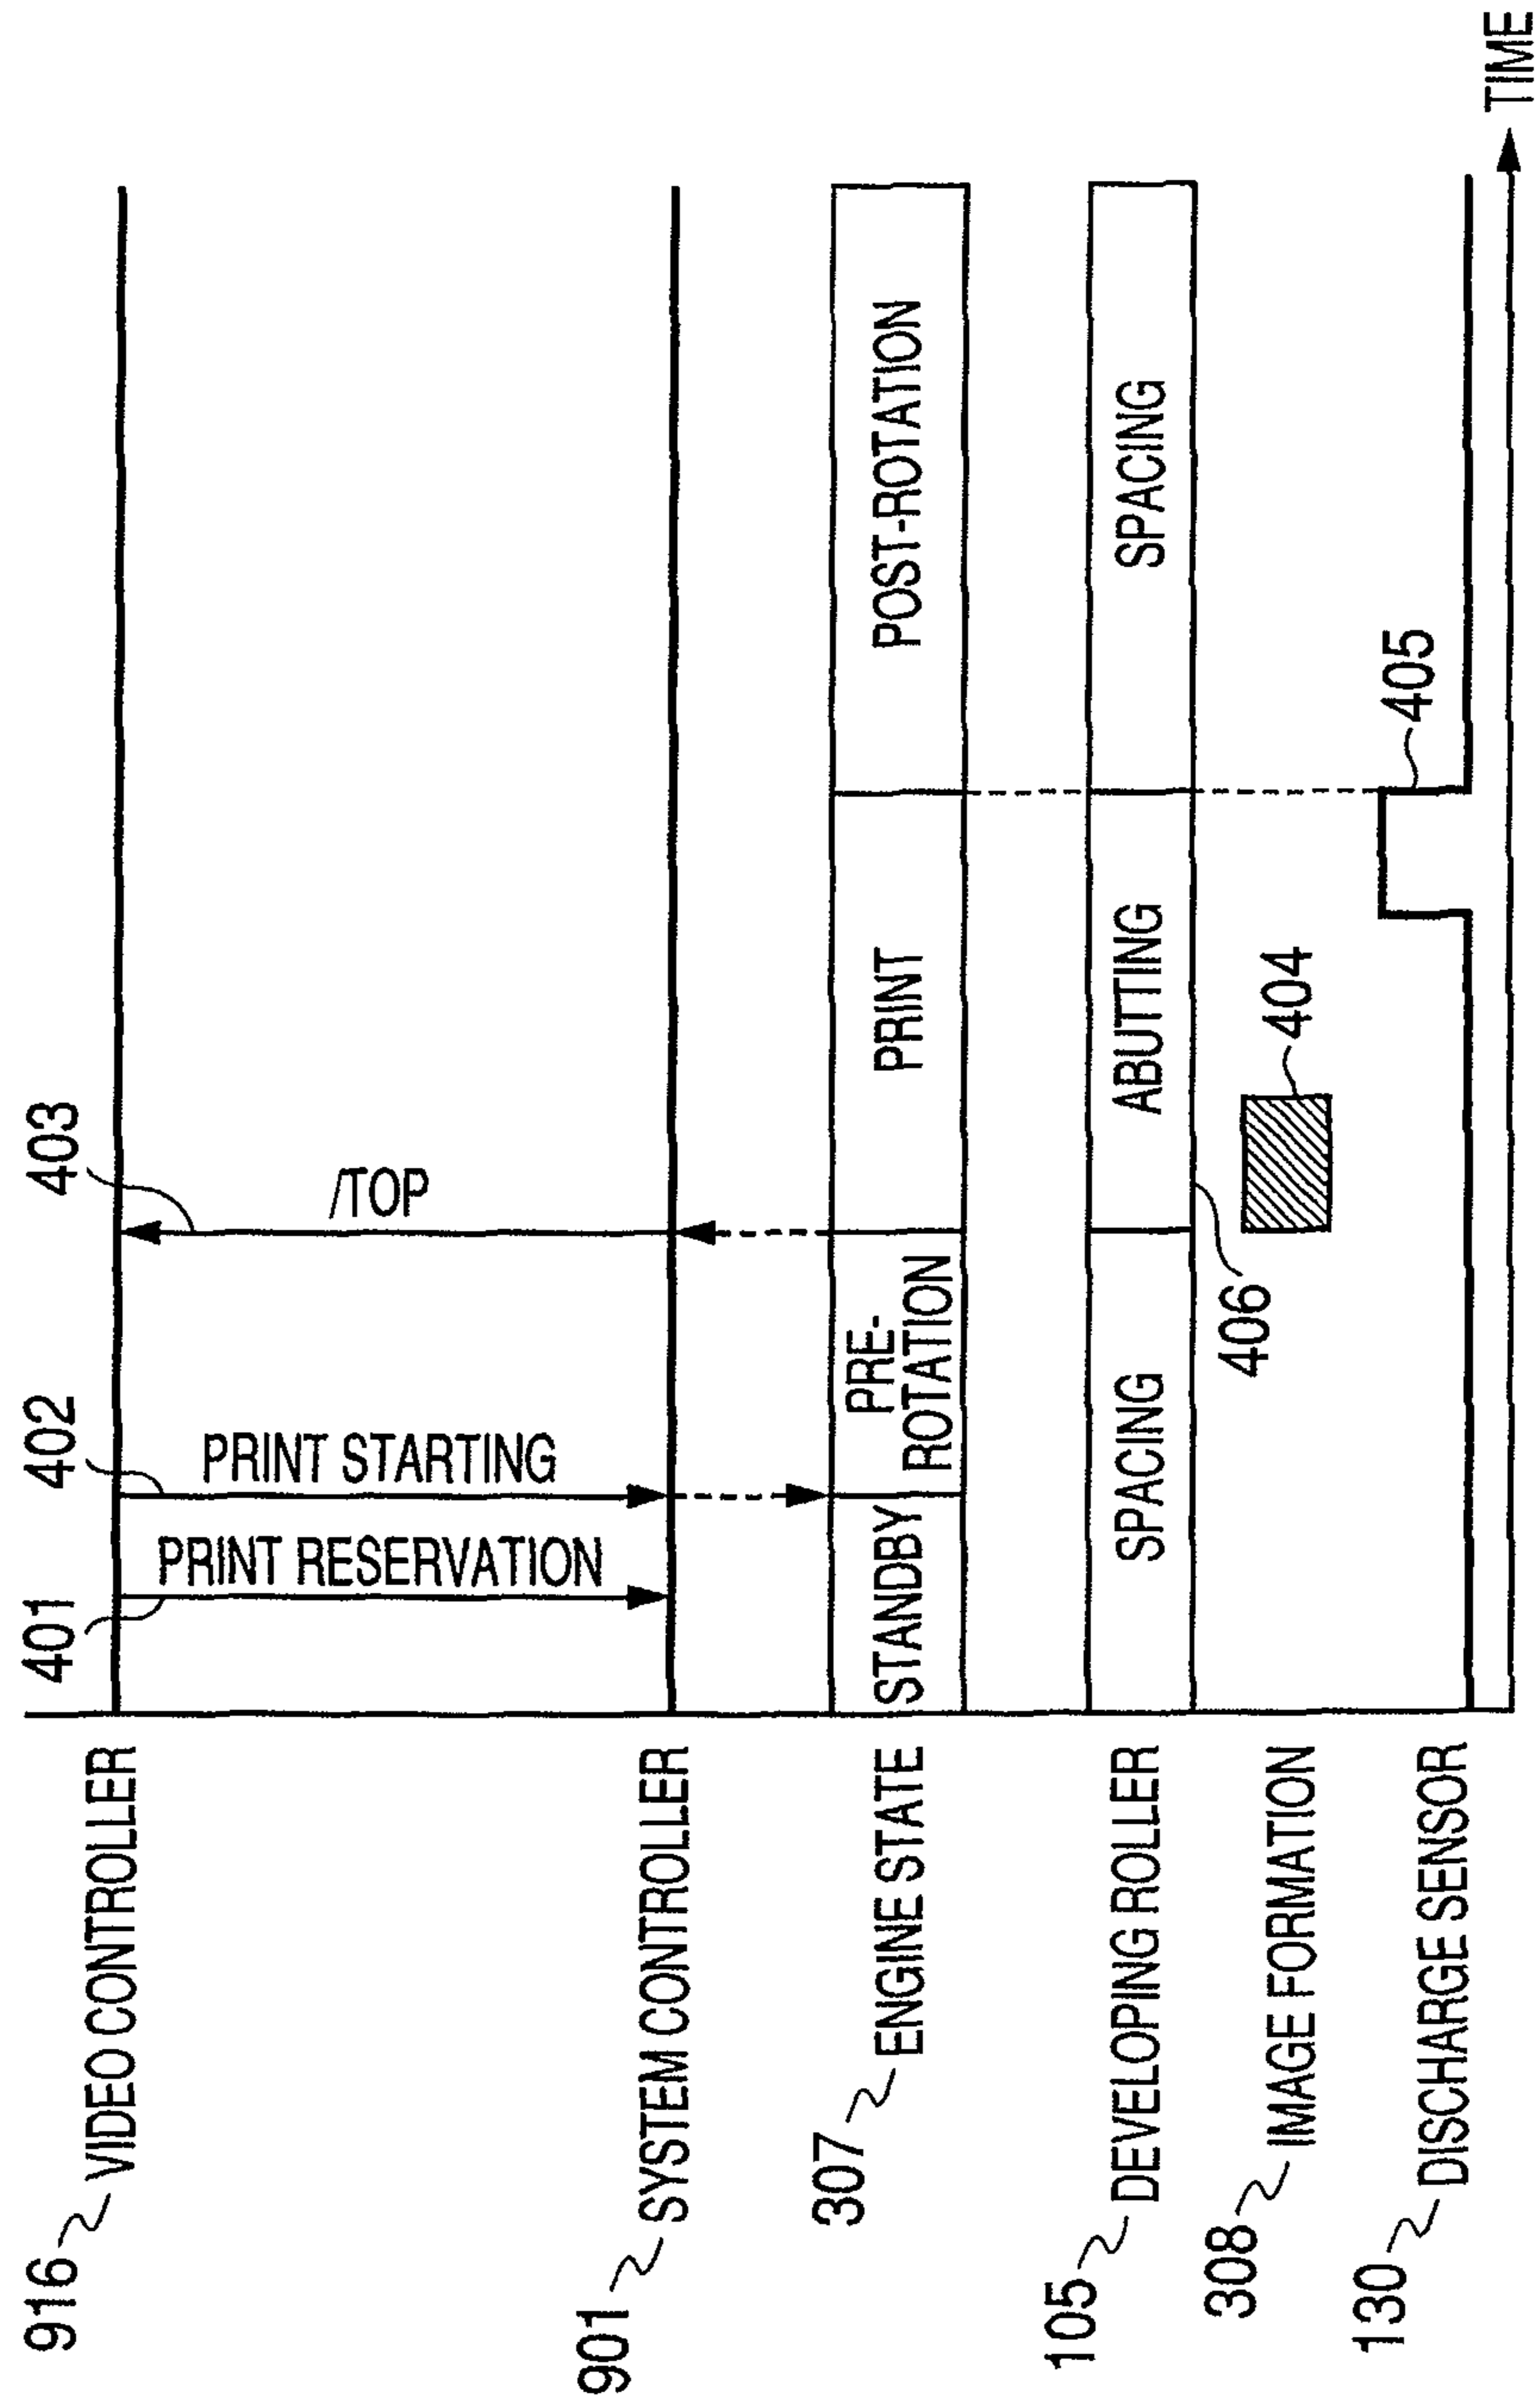 916 VIDEO CONTROLLER
401
402
403
PRINT RESERVATION
PRINT STARTING
/TOP
901 SYSTEM CONTROLLER
307 ENGINE STATE
STANDBY
PRE-
ROTATION
PRINT
POST-ROTATION
105 DEVELOPING ROLLER
SPACING
ABUTTING
SPACING
406
308 IMAGE FORMATION
404
130 DISCHARGE SENSOR
405
TIME